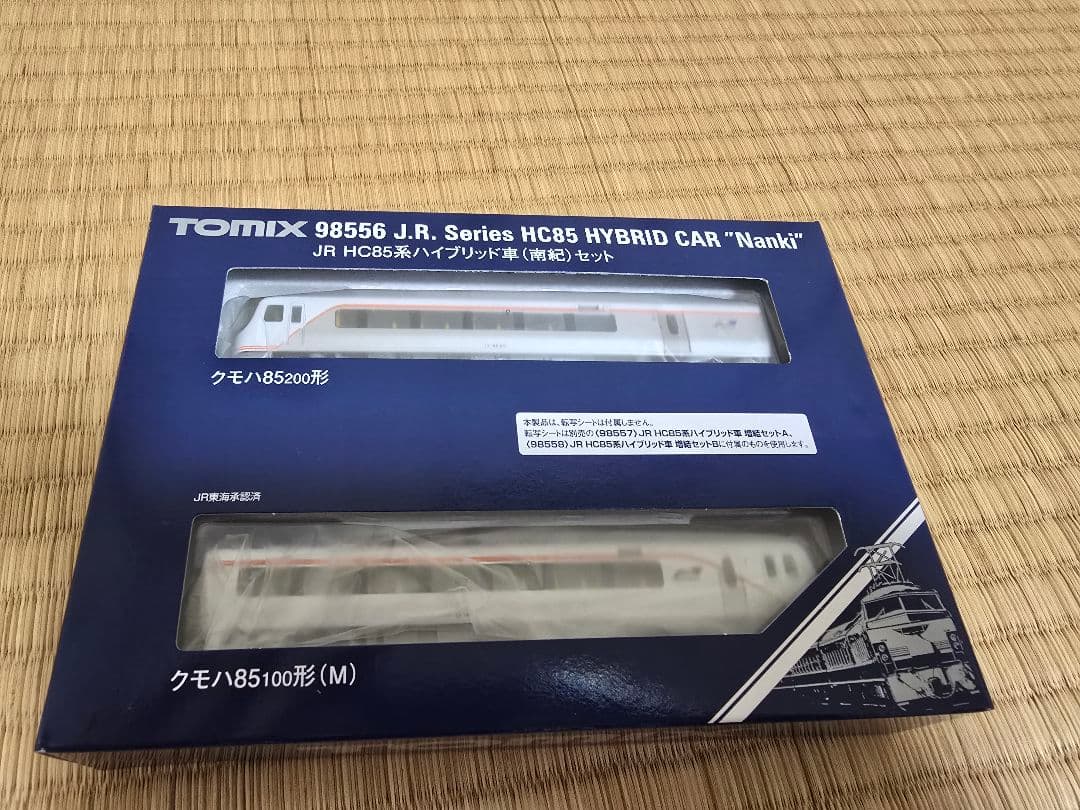 TOMIX 98556 J.R. Series HC85 HYBRID CAR "Nanki"
JR HC85系ハイブリッド車(南紀)セット
クモハ85200形
本製品は、転写シートは付属しません。
転写シートは別売の〈98557〉JR HC85系ハイブリッド車 増結セットA、
〈98558〉JR HC85系ハイブリッド車 増結セットBに付属のものを使用します。
JR東海承認済
クモハ85100形(M)